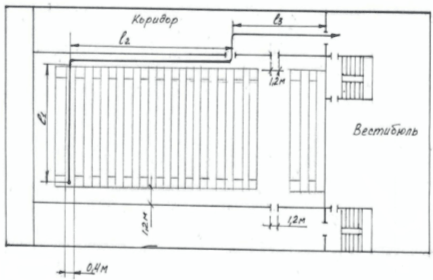 Коридор
l₃
l₂
1,2м
l₁
Вестибюль
1,2м
1,2м
0,4м